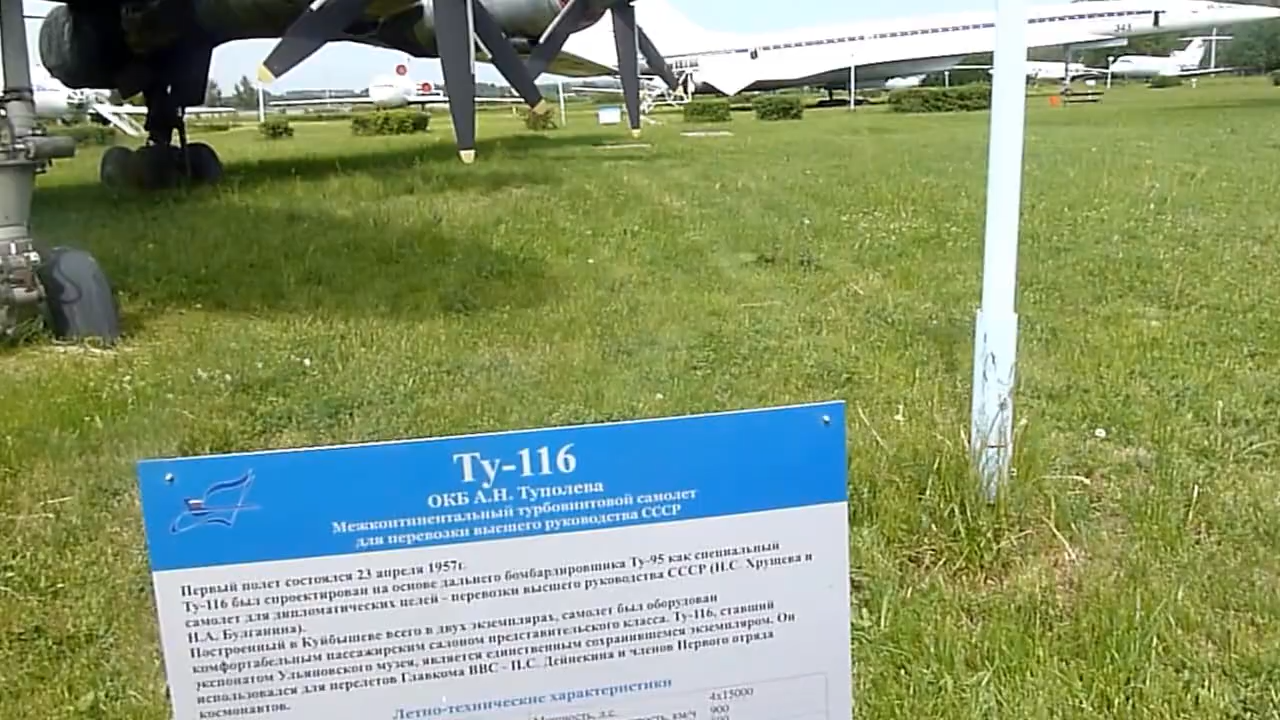 Ту-116
ОКБ А.Н. Туполева
Межконтинентальный турбовинтовой самолет
для перевозки высшего руководства СССР
Первый полет состоялся 23 апреля 1957г.
Ту-116 был спроектирован на основе дальнего бомбардировщика Ту-95 как специальный
самолет для дипломатических целей - перевозки высшего руководства СССР (Н.С. Хрущева и
Н.А. Булганина).
Построенный в Куйбышеве всего в двух экземплярах, самолет был оборудован
комфортабельным пассажирским салоном представительского класса. Ту-116, ставший
экспонатом Ульяновского музея, является единственным сохранившемся экземпляром. Он
использовался для перелетов Главкома ВВС - П.С. Дейнекина и членов Первого отряда
космонавтов.
Летно-технические характеристики
Мощность, л.с. 4х15000
км/ч 900